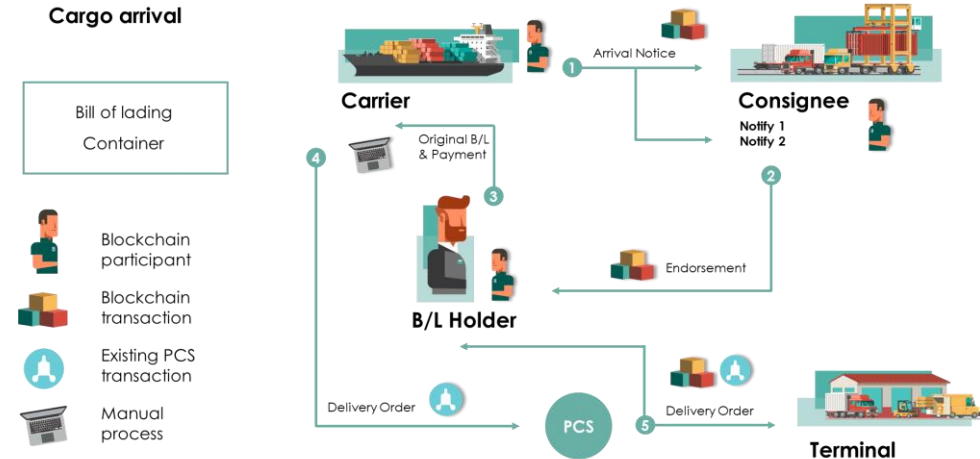 Cargo arrival
Bill of lading
Container
Blockchain
participant
Blockchain
transaction
Existing PCS
transaction
Manual
process
1
Arrival Notice
Carrier
Consignee
Notify 1
Notify 2
Original B/L
& Payment
4
3
2
Endorsement
B/L Holder
Delivery Order
PCS
5
Delivery Order
Terminal